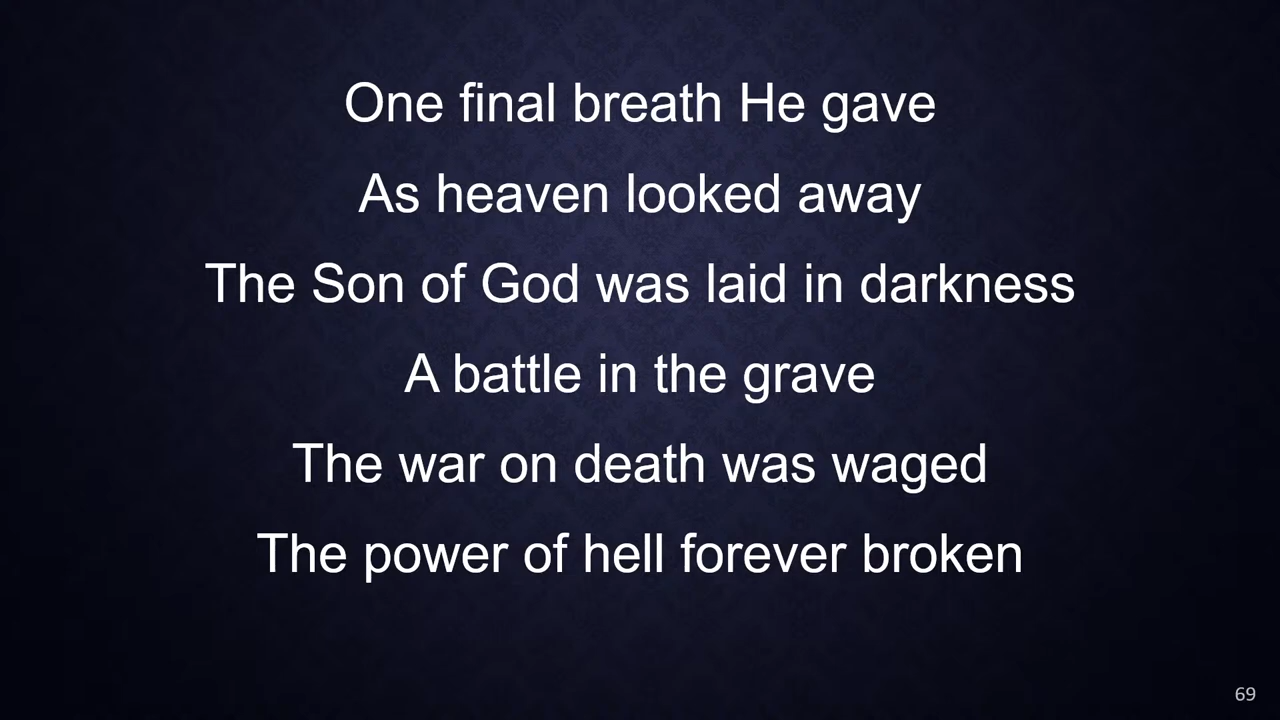 One final breath He gave
As heaven looked away
The Son of God was laid in darkness
A battle in the grave
The war on death was waged
The power of hell forever broken
69